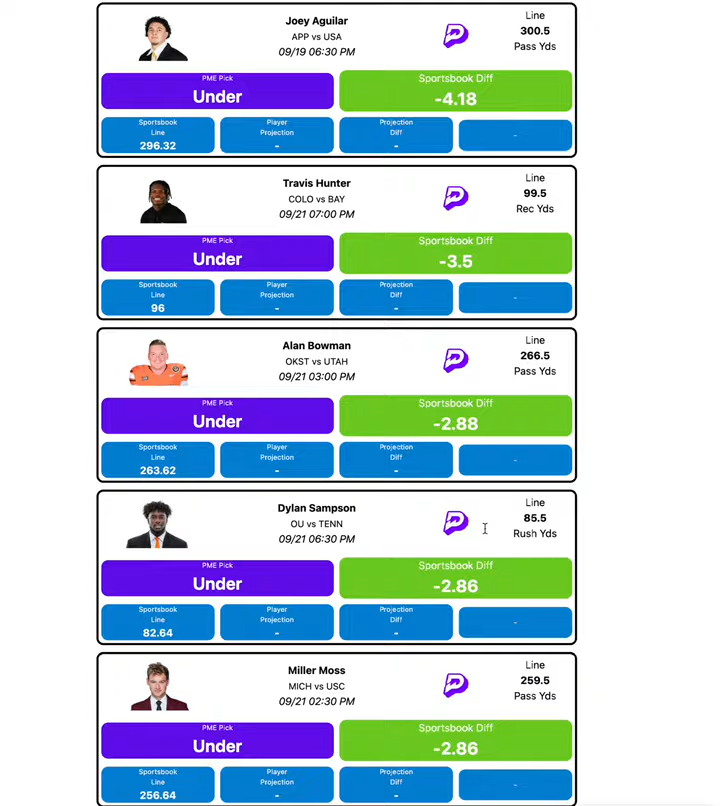 Joey Aguilar
APP vs USA
09/19 06:30 PM
Line
300.5
Pass Yds
PME Pick
Under
Sportsbook Diff
-4.18
Sportsbook
Line
296.32
Player
Projection
-
Projection
Diff
-
-
Travis Hunter
COLO vs BAY
09/21 07:00 PM
Line
99.5
Rec Yds
PME Pick
Under
Sportsbook Diff
-3.5
Sportsbook
Line
96
Player
Projection
-
Projection
Diff
-
-
Alan Bowman
OKST vs UTAH
09/21 03:00 PM
Line
266.5
Pass Yds
PME Pick
Under
Sportsbook Diff
-2.88
Sportsbook
Line
263.62
Player
Projection
-
Projection
Diff
-
-
Dylan Sampson
OU vs TENN
09/21 06:30 PM
Line
85.5
Rush Yds
PME Pick
Under
Sportsbook Diff
-2.86
Sportsbook
Line
82.64
Player
Projection
-
Projection
Diff
-
-
Miller Moss
MICH vs USC
09/21 02:30 PM
Line
259.5
Pass Yds
PME Pick
Under
Sportsbook Diff
-2.86
Sportsbook
Line
256.64
Player
Projection
-
Projection
Diff
-
-